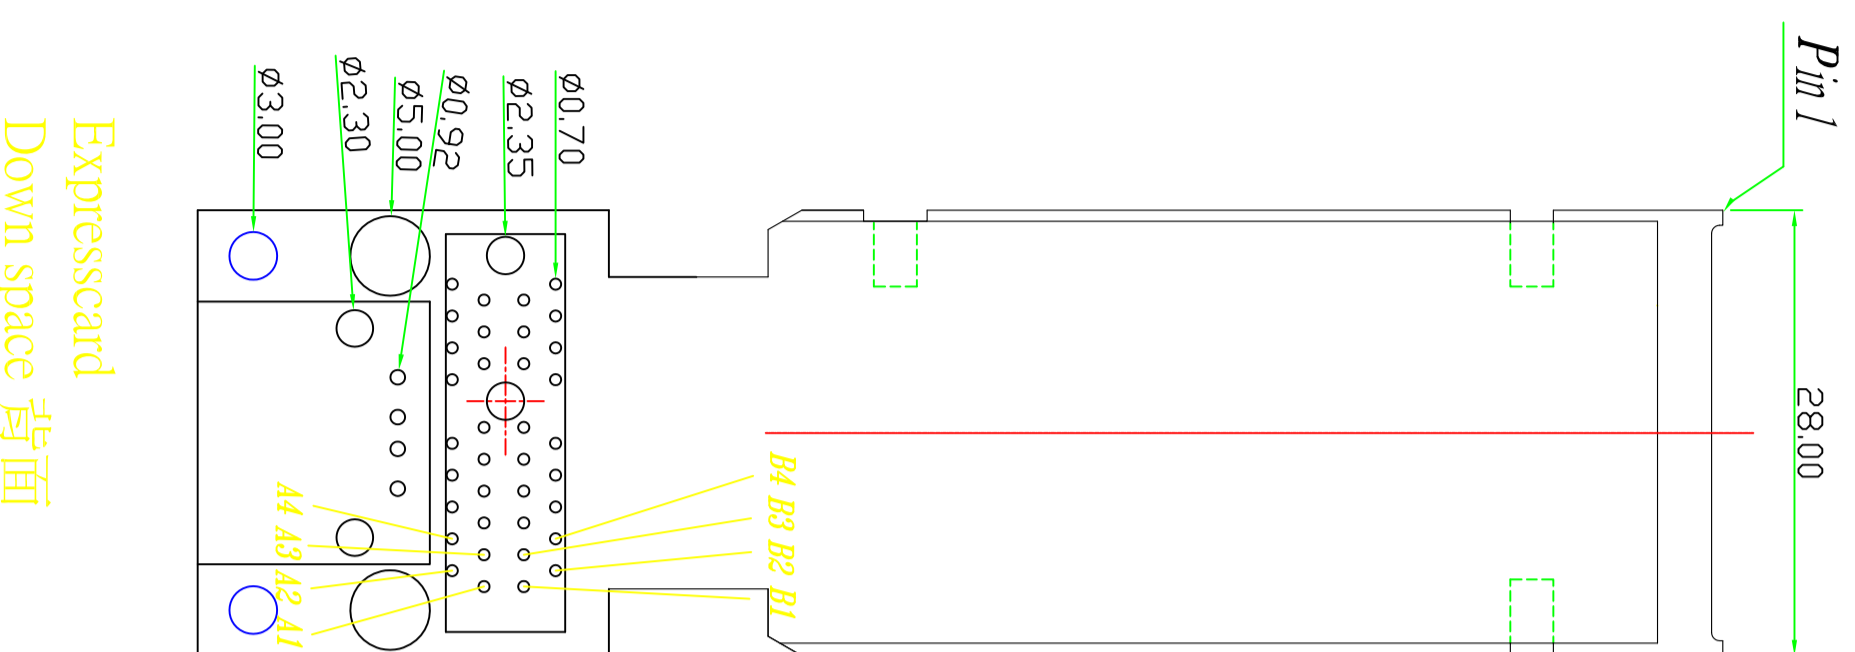 Pin 1
28.00
ø0.70
ø2.35
ø0.92
ø5.00
ø2.30
ø3.00
B4 B3 B2 B1
A4 A3 A2 A1
Expresscard
Down space 背面